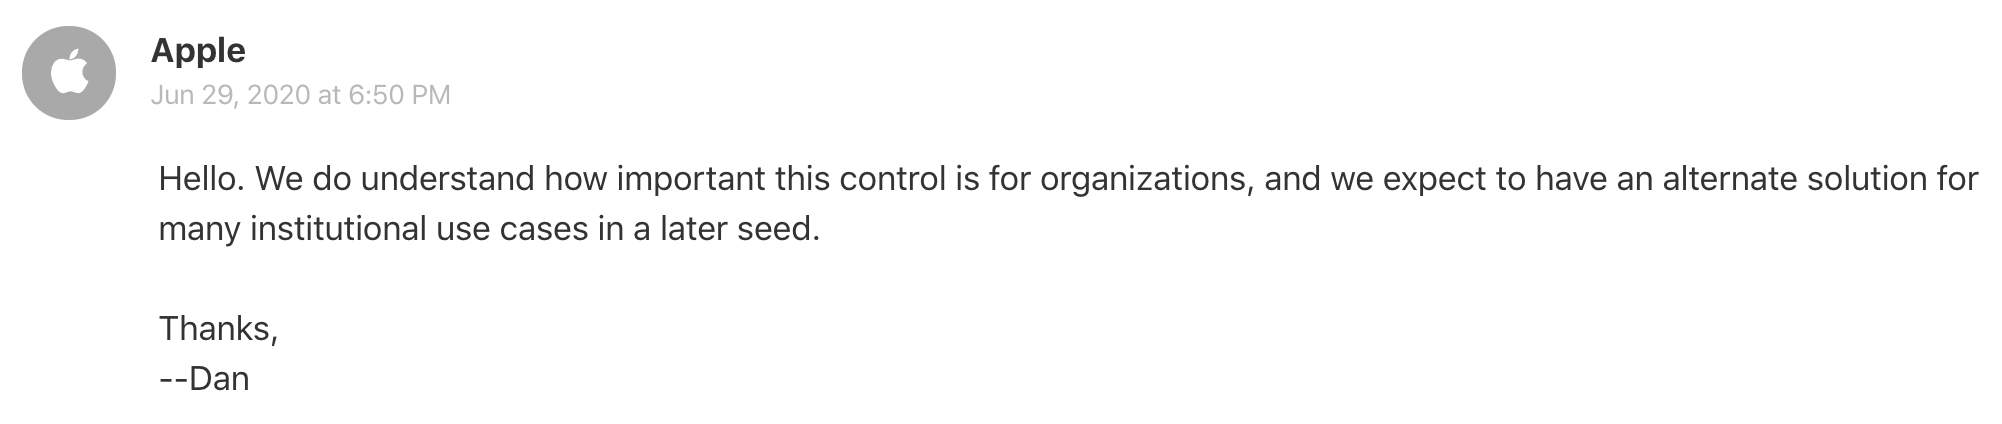 Apple
Jun 29, 2020 at 6:50 PM
Hello. We do understand how important this control is for organizations, and we expect to have an alternate solution for
many institutional use cases in a later seed.
Thanks,
--Dan